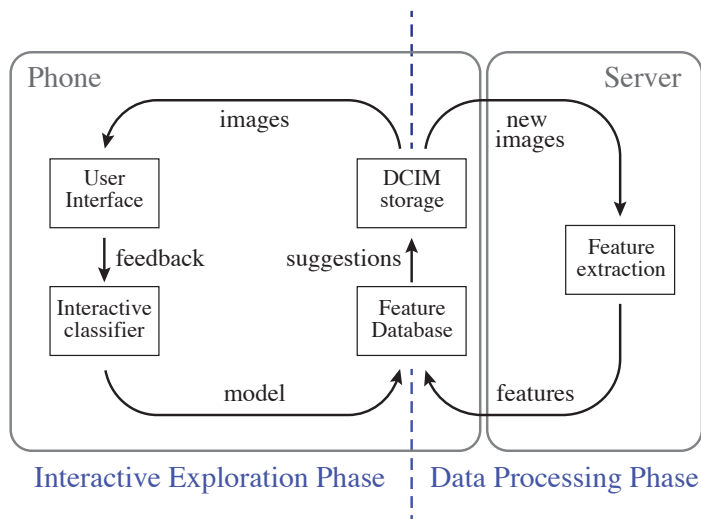 Phone
Server
images
new
images
User
Interface
DCIM
storage
feedback
suggestions
Feature
extraction
Interactive
classifier
Feature
Database
model
features
Interactive Exploration Phase
Data Processing Phase